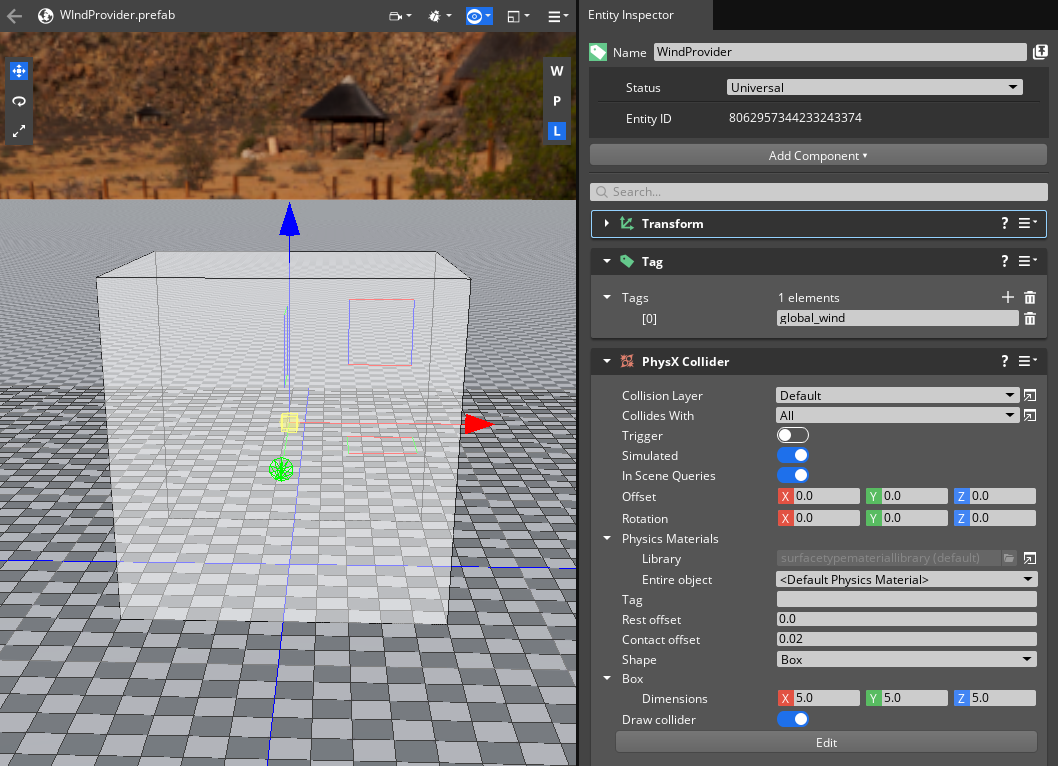 WIndProvider.prefab
W
P
L
Entity Inspector
Name WindProvider
Status Universal
Entity ID 8062957344233243374
Add Component
Search...
Transform ?
Tag ?
Tags 1 elements
[0] global_wind
PhysX Collider ?
Collision Layer Default
Collides With All
Trigger
Simulated
In Scene Queries
Offset X 0.0 Y 0.0 Z 0.0
Rotation X 0.0 Y 0.0 Z 0.0
Physics Materials
Library surfacetypemateriallibrary (default)
Entire object <Default Physics Material>
Tag
Rest offset 0.0
Contact offset 0.02
Shape Box
Box
Dimensions X 5.0 Y 5.0 Z 5.0
Draw collider
Edit